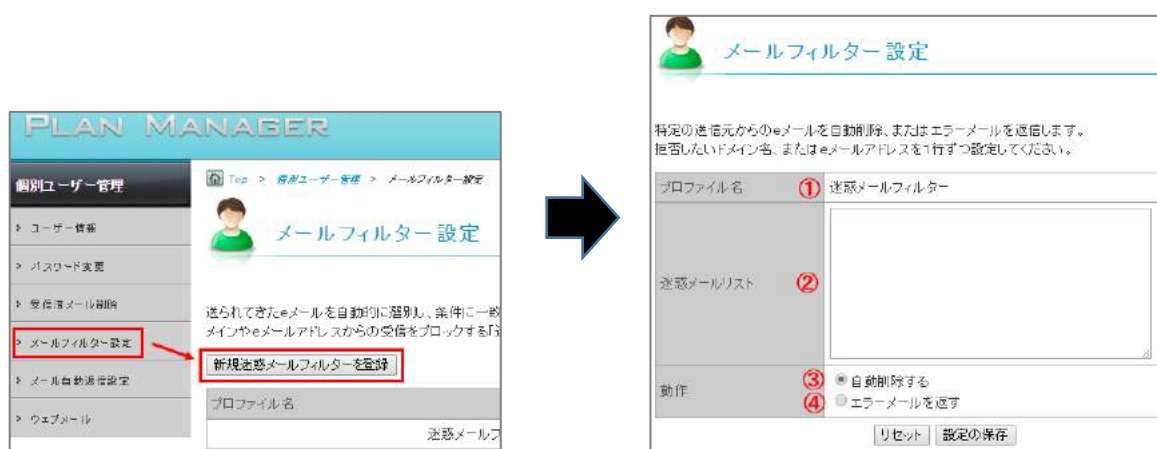 PLAN MANAGER
個別ユーザー管理
ユーザー情報
パスワード変更
受信済メール削除
メールフィルター設定
メール自動返信設定
ウェブメール
Top > 個別ユーザー管理 > メールフィルター設定
メールフィルター 設定
送られてきたeメールを自動的に選別し、条件に一致
メインやeメールアドレスからの受信をブロックする「迷
新規迷惑メールフィルターを登録
プロファイル名
迷惑メールフ
メールフィルター 設定
特定の送信元からのeメールを自動削除、またはエラーメールを返信します。
拒否したいドメイン名、またはeメールアドレスを1行ずつ設定してください。
プロファイル名 ① 迷惑メールフィルター
迷惑メールリスト ②
動作 ③ 自動削除する
④ エラーメールを返す
リセット 設定の保存